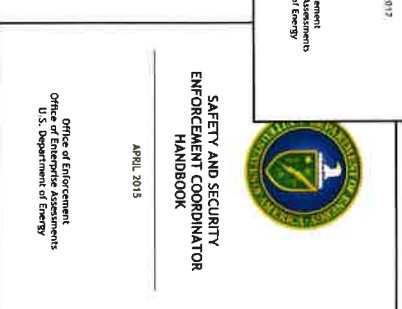 017
ement
Assessments
of Energy
SAFETY AND SECURITY
ENFORCEMENT COORDINATOR
HANDBOOK
APRIL 2015
Office of Enforcement
Office of Enterprise Assessments
U.S. Department of Energy